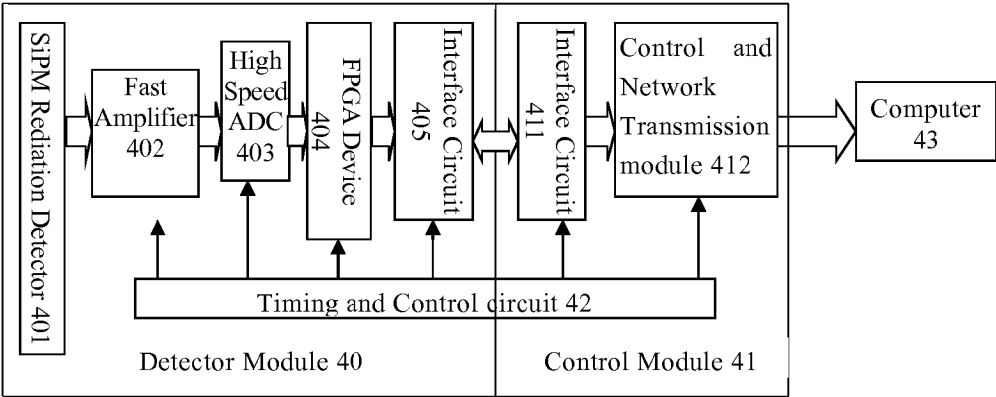 SiPM Rediation Detector 401
Fast
Amplifier
402
High
Speed
ADC
403
FPGA Device
404
Interface Circuit
405
Interface Circuit
411
Control and
Network
Transmission
module 412
Computer
43
Timing and Control circuit 42
Detector Module 40
Control Module 41